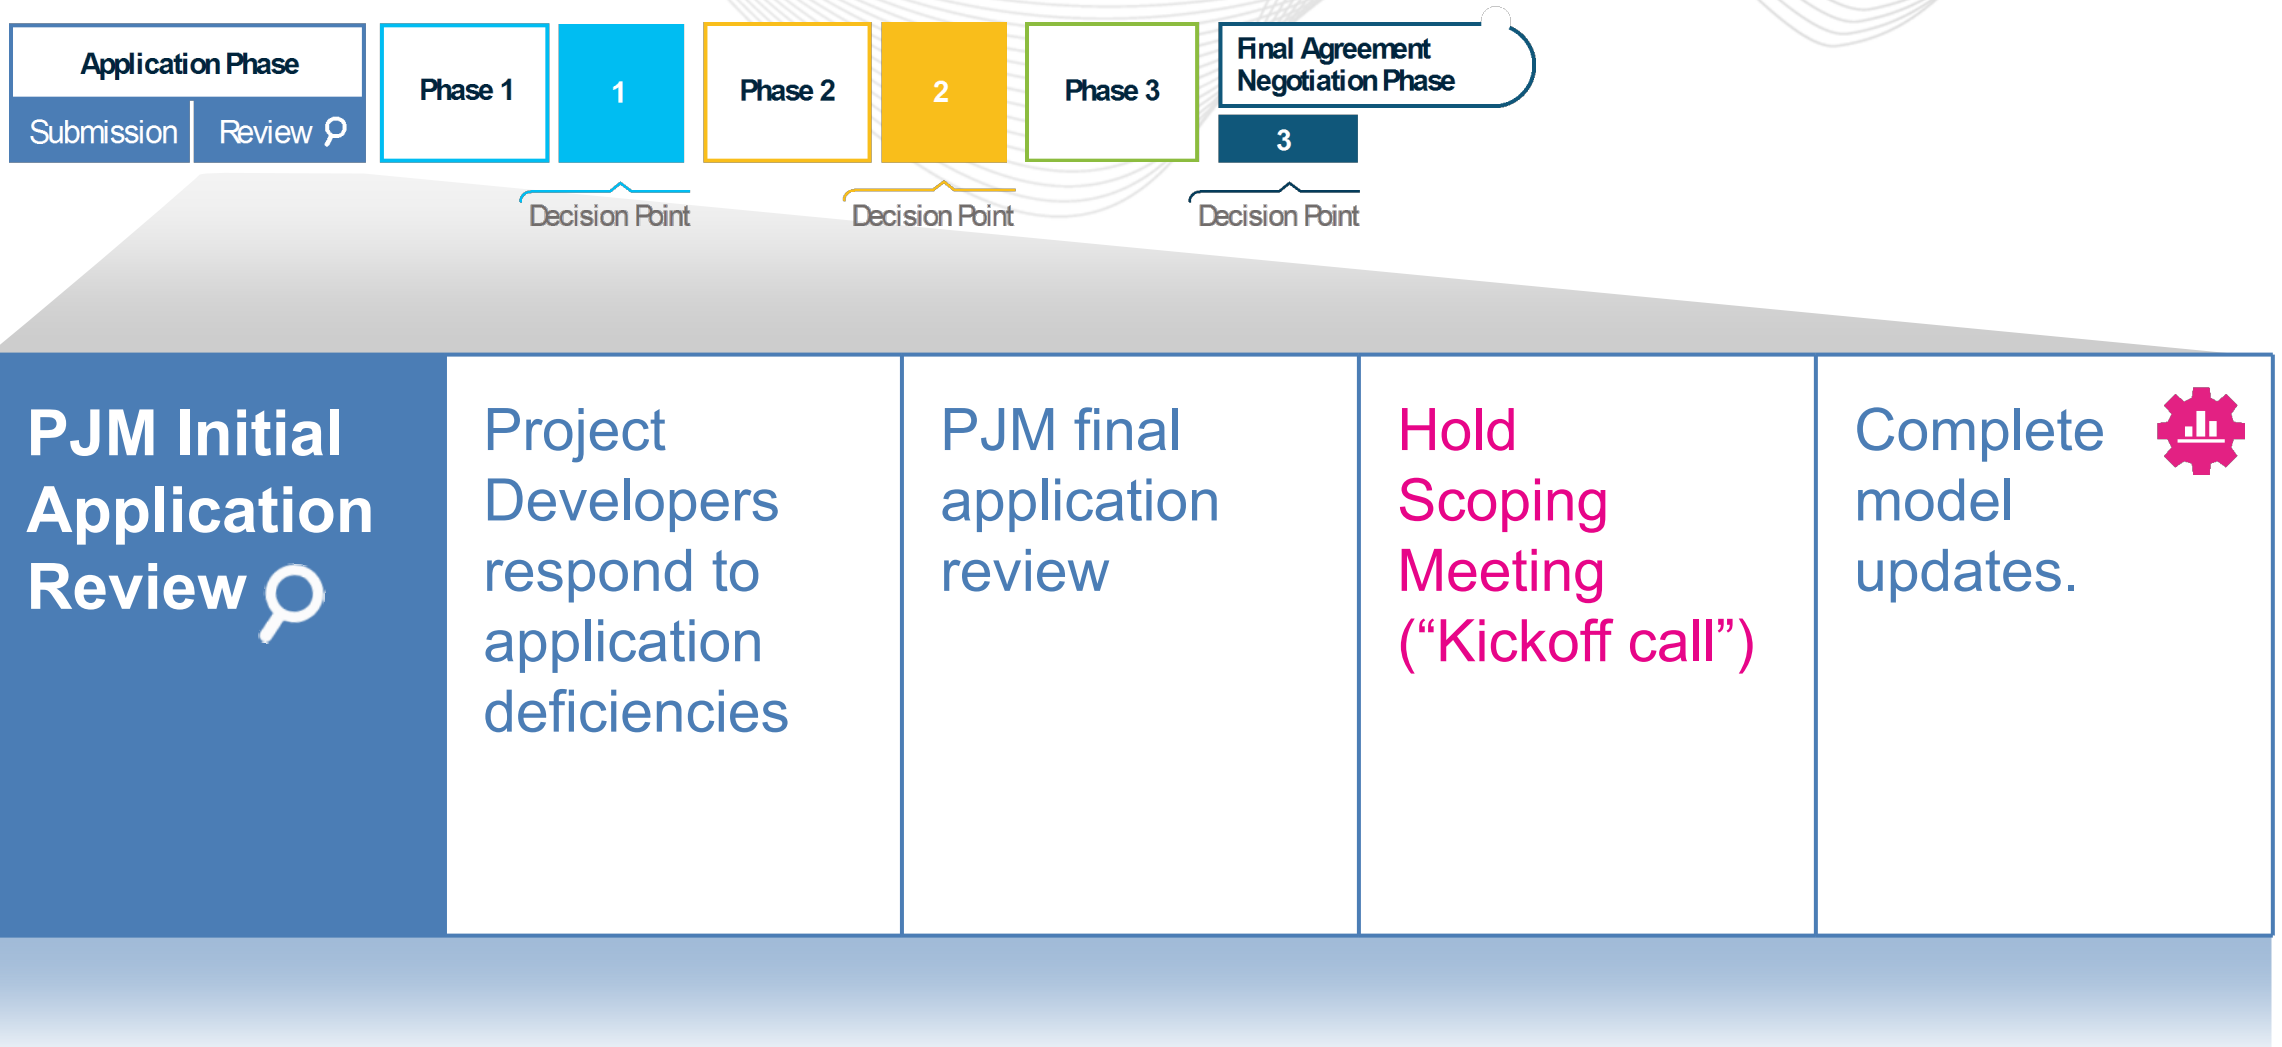 Application Phase
Submission
Review
Phase 1
1
Phase 2
2
Phase 3
Final Agreement
Negotiation Phase
3
Decision Point
Decision Point
Decision Point
PJM Initial
Application
Review
Project
Developers
respond to
application
deficiencies
PJM final
application
review
Hold
Scoping
Meeting
(“Kickoff call”)
Complete
model
updates.